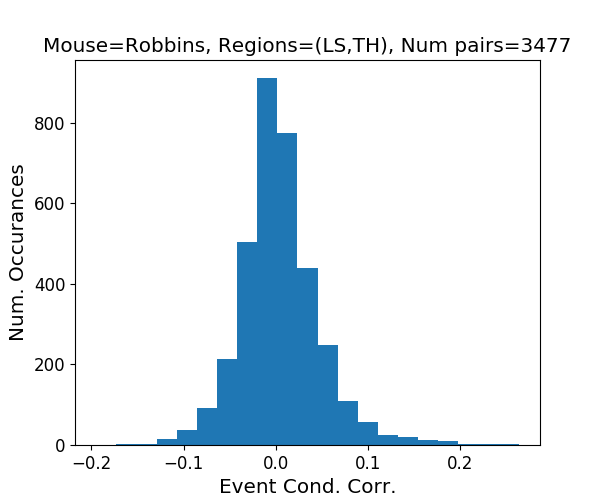 Mouse=Robbins, Regions=(LS,TH), Num pairs=3477
Num. Occurances
800
600
400
200
0
−0.2 −0.1 0.0 0.1 0.2
Event Cond. Corr.